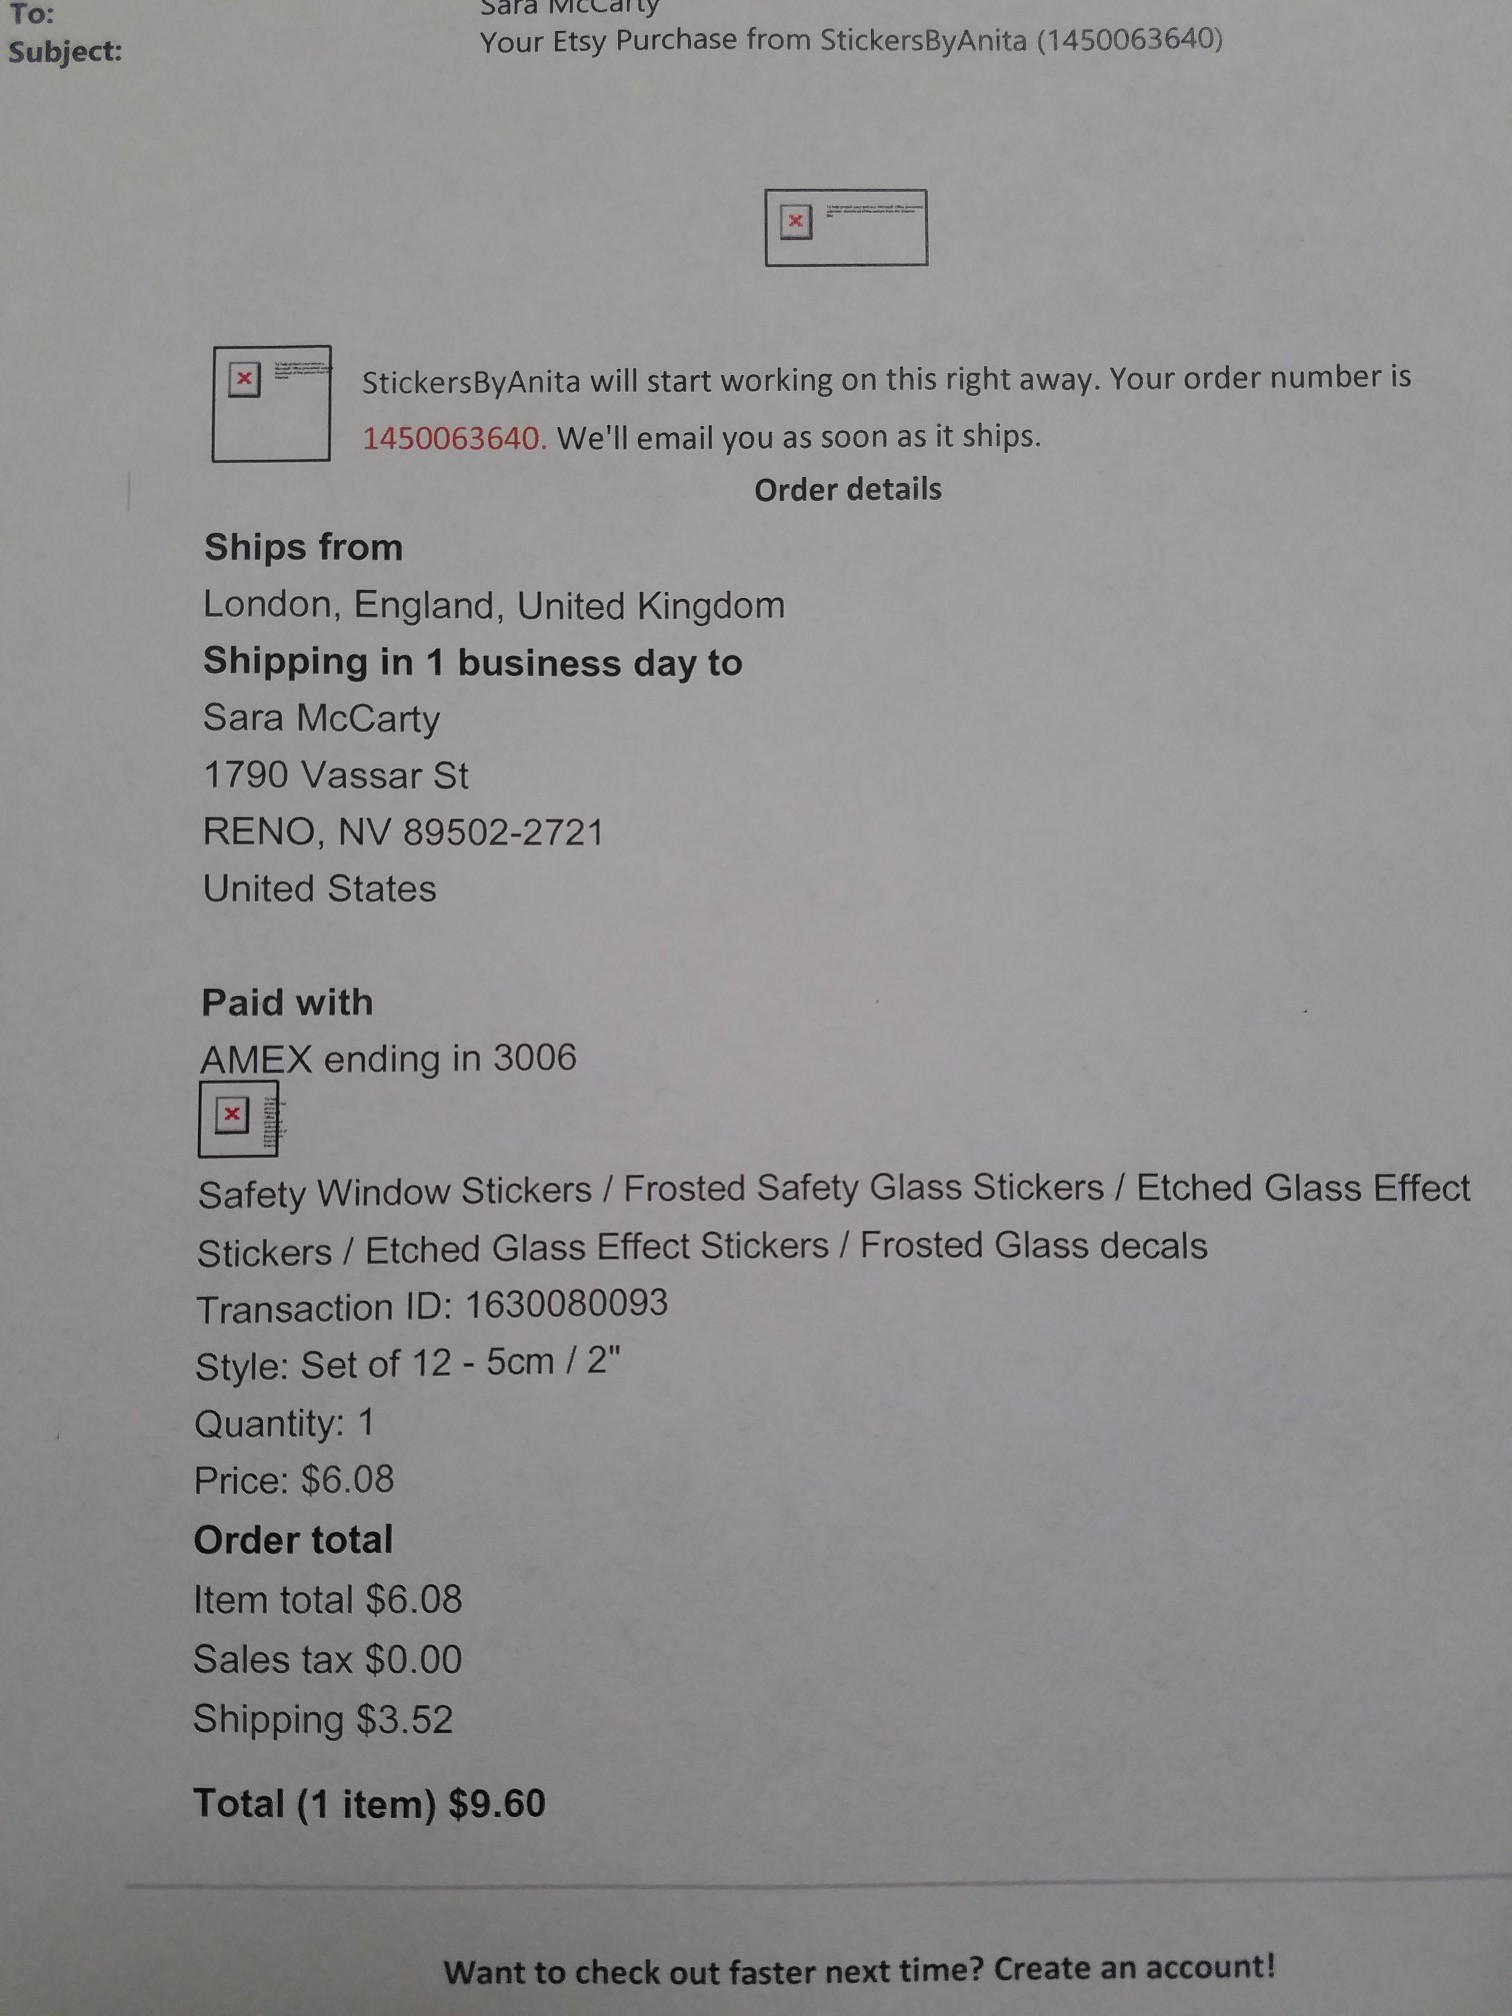 To:
Sara McCarty
Subject:
Your Etsy Purchase from StickersByAnita (1450063640)
StickersByAnita will start working on this right away. Your order number is
1450063640. We'll email you as soon as it ships.
Order details
Ships from
London, England, United Kingdom
Shipping in 1 business day to
Sara McCarty
1790 Vassar St
RENO, NV 89502-2721
United States
Paid with
AMEX ending in 3006
Safety Window Stickers / Frosted Safety Glass Stickers / Etched Glass Effect
Stickers / Etched Glass Effect Stickers / Frosted Glass decals
Transaction ID: 1630080093
Style: Set of 12 - 5cm / 2"
Quantity: 1
Price: $6.08
Order total
Item total $6.08
Sales tax $0.00
Shipping $3.52
Total (1 item) $9.60
Want to check out faster next time? Create an account!